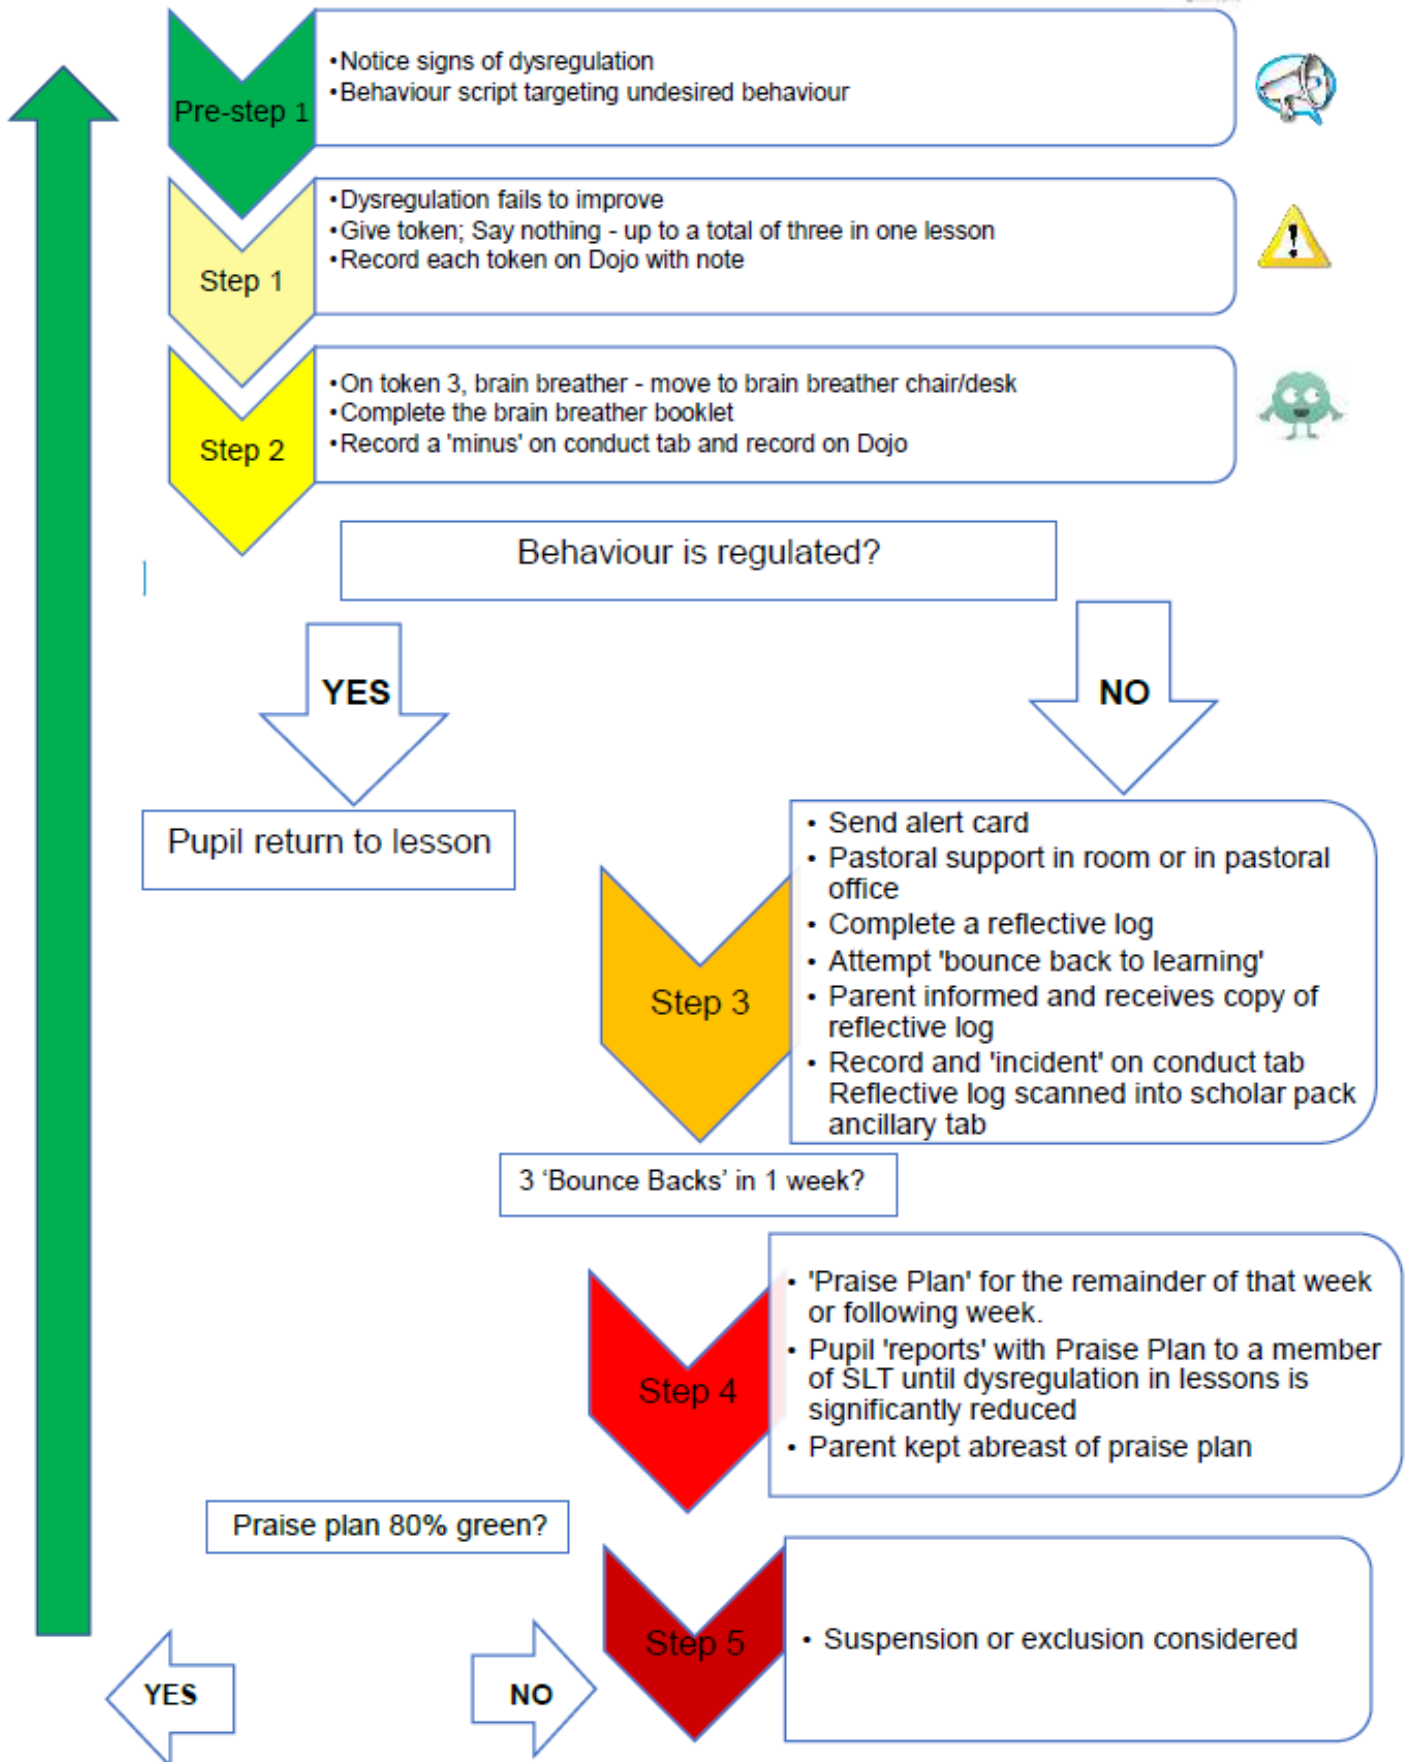 Pre-step 1
•Notice signs of dysregulation
•Behaviour script targeting undesired behaviour
Step 1
•Dysregulation fails to improve
•Give token; Say nothing - up to a total of three in one lesson
•Record each token on Dojo with note
Step 2
•On token 3, brain breather - move to brain breather chair/desk
•Complete the brain breather booklet
•Record a 'minus' on conduct tab and record on Dojo
Behaviour is regulated?
YES
NO
Pupil return to lesson
Step 3
• Send alert card
• Pastoral support in room or in pastoral
office
• Complete a reflective log
• Attempt 'bounce back to learning'
• Parent informed and receives copy of
reflective log
• Record and 'incident' on conduct tab
Reflective log scanned into scholar pack
ancillary tab
3 ‘Bounce Backs’ in 1 week?
Step 4
• 'Praise Plan' for the remainder of that week
or following week.
• Pupil 'reports' with Praise Plan to a member
of SLT until dysregulation in lessons is
significantly reduced
• Parent kept abreast of praise plan
Praise plan 80% green?
Step 5
• Suspension or exclusion considered
YES
NO